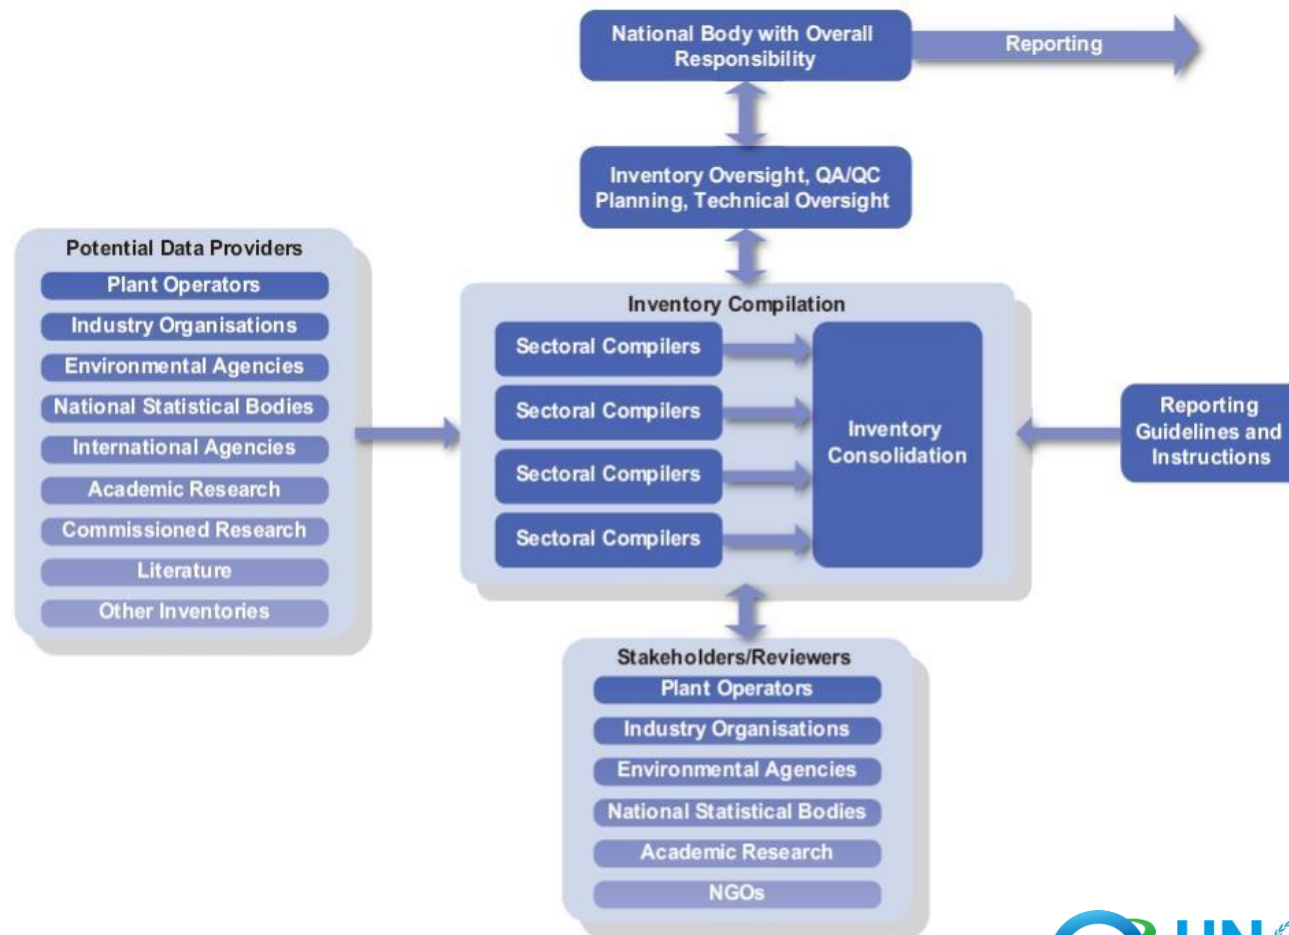 National Body with Overall
Responsibility
Reporting
Inventory Oversight, QA/QC
Planning, Technical Oversight
Potential Data Providers
Plant Operators
Industry Organisations
Environmental Agencies
National Statistical Bodies
International Agencies
Academic Research
Commissioned Research
Literature
Other Inventories
Inventory Compilation
Sectoral Compilers
Sectoral Compilers
Sectoral Compilers
Sectoral Compilers
Inventory
Consolidation
Reporting
Guidelines and
Instructions
Stakeholders/Reviewers
Plant Operators
Industry Organisations
Environmental Agencies
National Statistical Bodies
Academic Research
NGOs